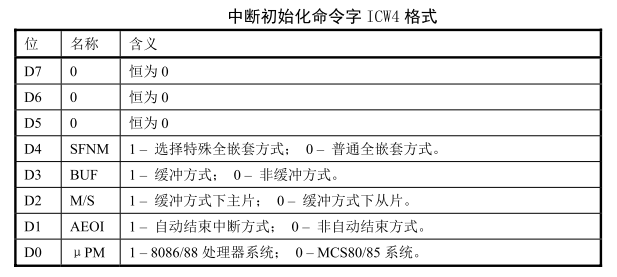 中断初始化命令字 ICW4 格式
位 名称 含义
D7 0 恒为 0
D6 0 恒为 0
D5 0 恒为 0
D4 SFNM 1 – 选择特殊全嵌套方式； 0 – 普通全嵌套方式。
D3 BUF 1 – 缓冲方式； 0 – 非缓冲方式。
D2 M/S 1 – 缓冲方式下主片； 0 – 缓冲方式下从片。
D1 AEOI 1 – 自动结束中断方式； 0 – 非自动结束方式。
D0 μPM 1 – 8086/88 处理器系统； 0 – MCS80/85 系统。